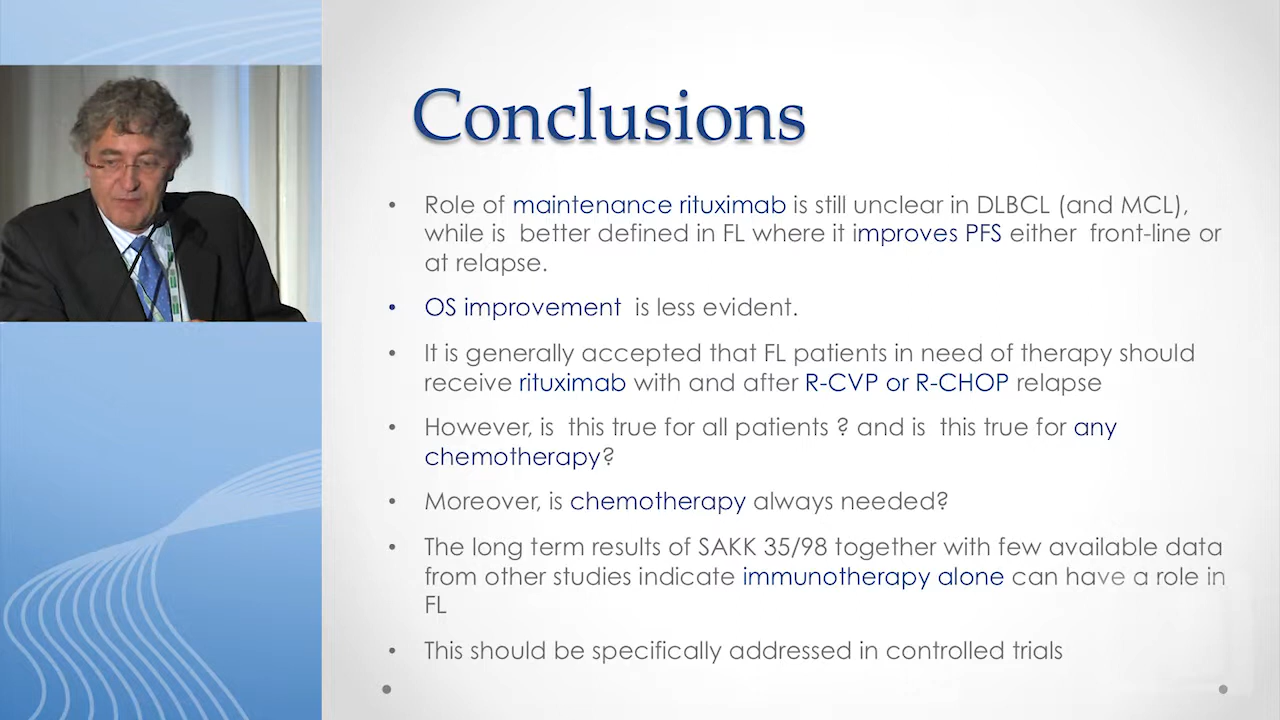 Conclusions
• Role of maintenance rituximab is still unclear in DLBCL (and MCL),
while is better defined in FL where it improves PFS either front-line or
at relapse.
• OS improvement is less evident.
• It is generally accepted that FL patients in need of therapy should
receive rituximab with and after R-CVP or R-CHOP relapse
• However, is this true for all patients ? and is this true for any
chemotherapy?
• Moreover, is chemotherapy always needed?
• The long term results of SAKK 35/98 together with few available data
from other studies indicate immunotherapy alone can have a role in
FL
• This should be specifically addressed in controlled trials